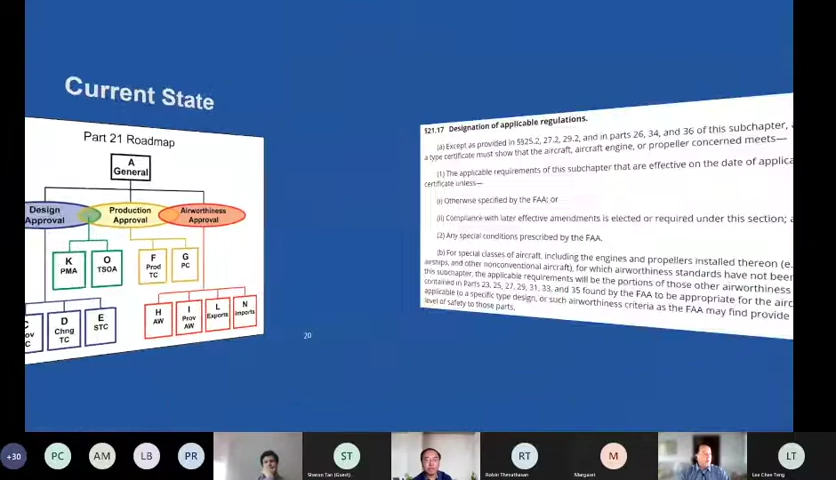 Current State
Part 21 Roadmap
A
General
Design
Approval
Production
Approval
Airworthiness
Approval
K
PMA
O
TSOA
F
Prod
TC
G
PC
D
Chng
TC
E
STC
H
AW
I
Prov
AW
L
Exports
N
Imports
§21.17 Designation of applicable regulations.
(a) Except as provided in §§25.2, 27.2, 29.2, and in parts 26, 34, and 36 of this subchapter,
a type certificate must show that the aircraft, aircraft engine, or propeller concerned meets—
(1) The applicable requirements of this subchapter that are effective on the date of applica
certificate unless—
(i) Otherwise specified by the FAA; or
(ii) Compliance with later effective amendments is elected or required under this section; a
(2) Any special conditions prescribed by the FAA.
(b) For special classes of aircraft, including the engines and propellers installed thereon (e.
airships, and other nonconventional aircraft), for which airworthiness standards have not been
this subchapter, the applicable requirements will be the portions of those other airworthiness
contained in Parts 23, 25, 27, 29, 31, 33, and 35 found by the FAA to be appropriate for the airc
applicable to a specific type design, or such airworthiness criteria as the FAA may find provide
level of safety to those parts.
20
+30
PC
AM
LB
PR
ST
Sharon Tan (Guest)
RT
Robin Thevathasan
M
Margaret
LT
Lee Chen Teng